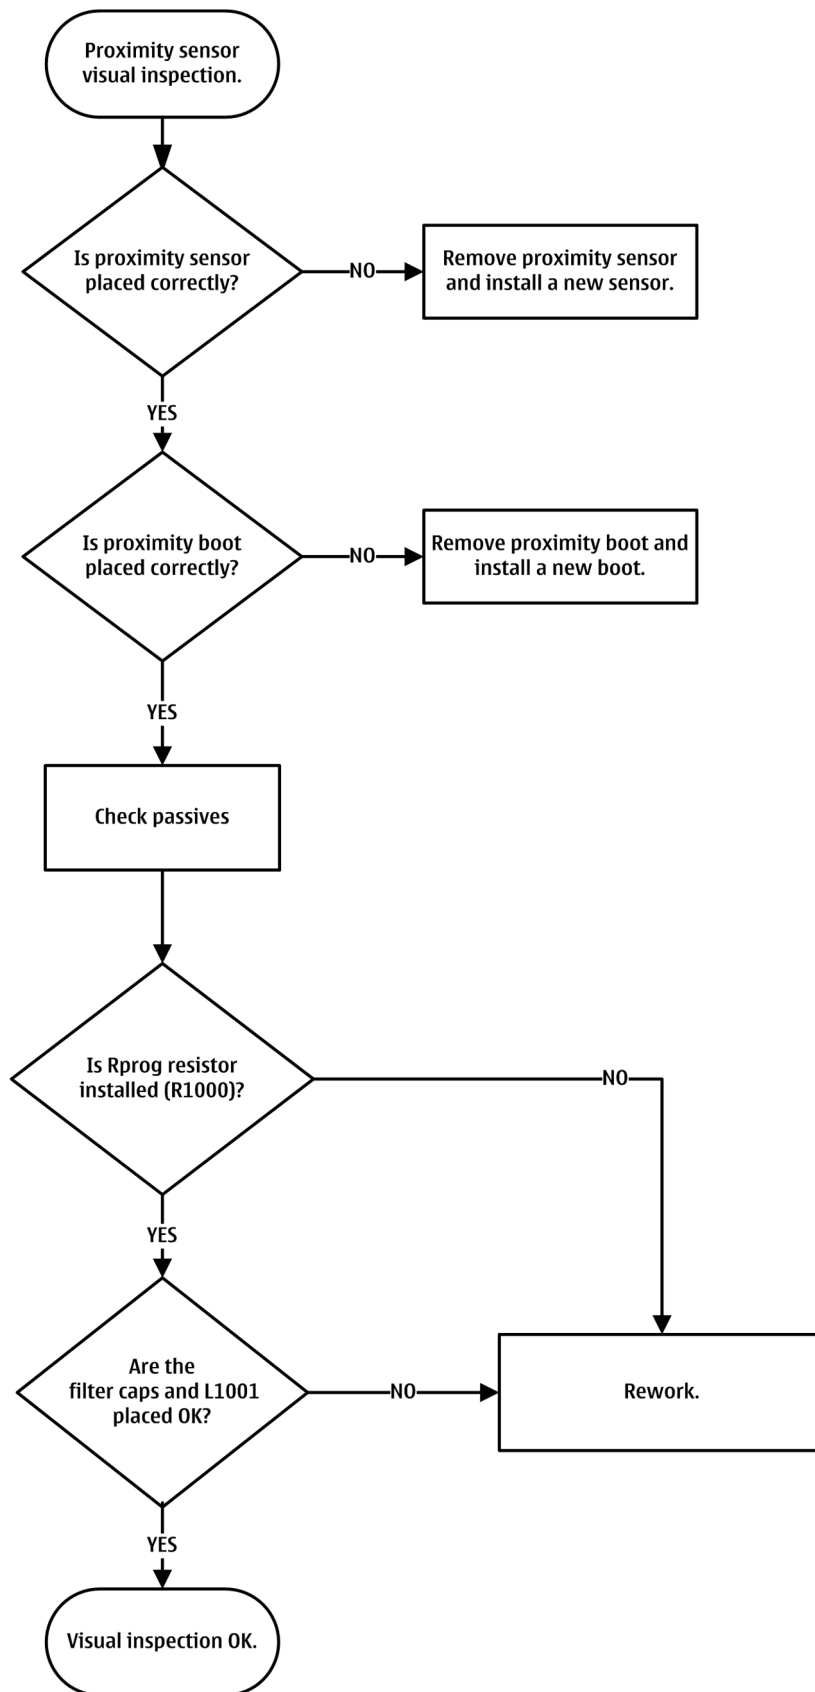 Proximity sensor
visual inspection.
Is proximity sensor
placed correctly?
NO
Remove proximity sensor
and install a new sensor.
YES
Is proximity boot
placed correctly?
NO
Remove proximity boot and
install a new boot.
YES
Check passives
Is Rprog resistor
installed (R1000)?
NO
YES
Are the
filter caps and L1001
placed OK?
NO
Rework.
YES
Visual inspection OK.